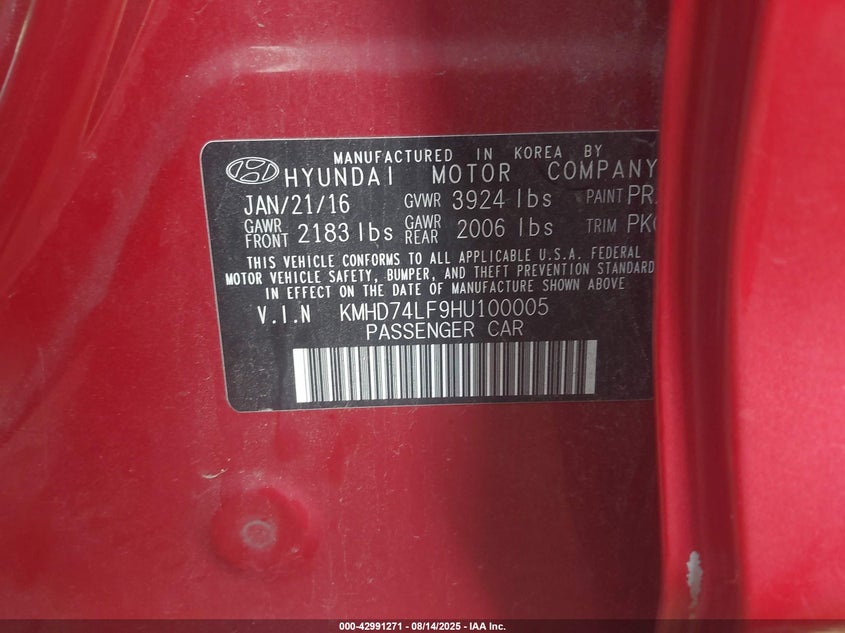 MANUFACTURED IN KOREA BY
HYUNDAI MOTOR COMPANY
JAN/21/16 GVWR 3924 lbs PAINT PR
GAWR FRONT 2183 lbs GAWR REAR 2006 lbs TRIM PK
THIS VEHICLE CONFORMS TO ALL APPLICABLE U.S.A. FEDERAL
MOTOR VEHICLE SAFETY, BUMPER, AND THEFT PREVENTION STANDARD
IN EFFECT ON THE DATE OF MANUFACTURE SHOWN ABOVE.
V.I.N KMHD74LF9HU100005
PASSENGER CAR
000-42991271 - 08/14/2025 - IAA Inc.